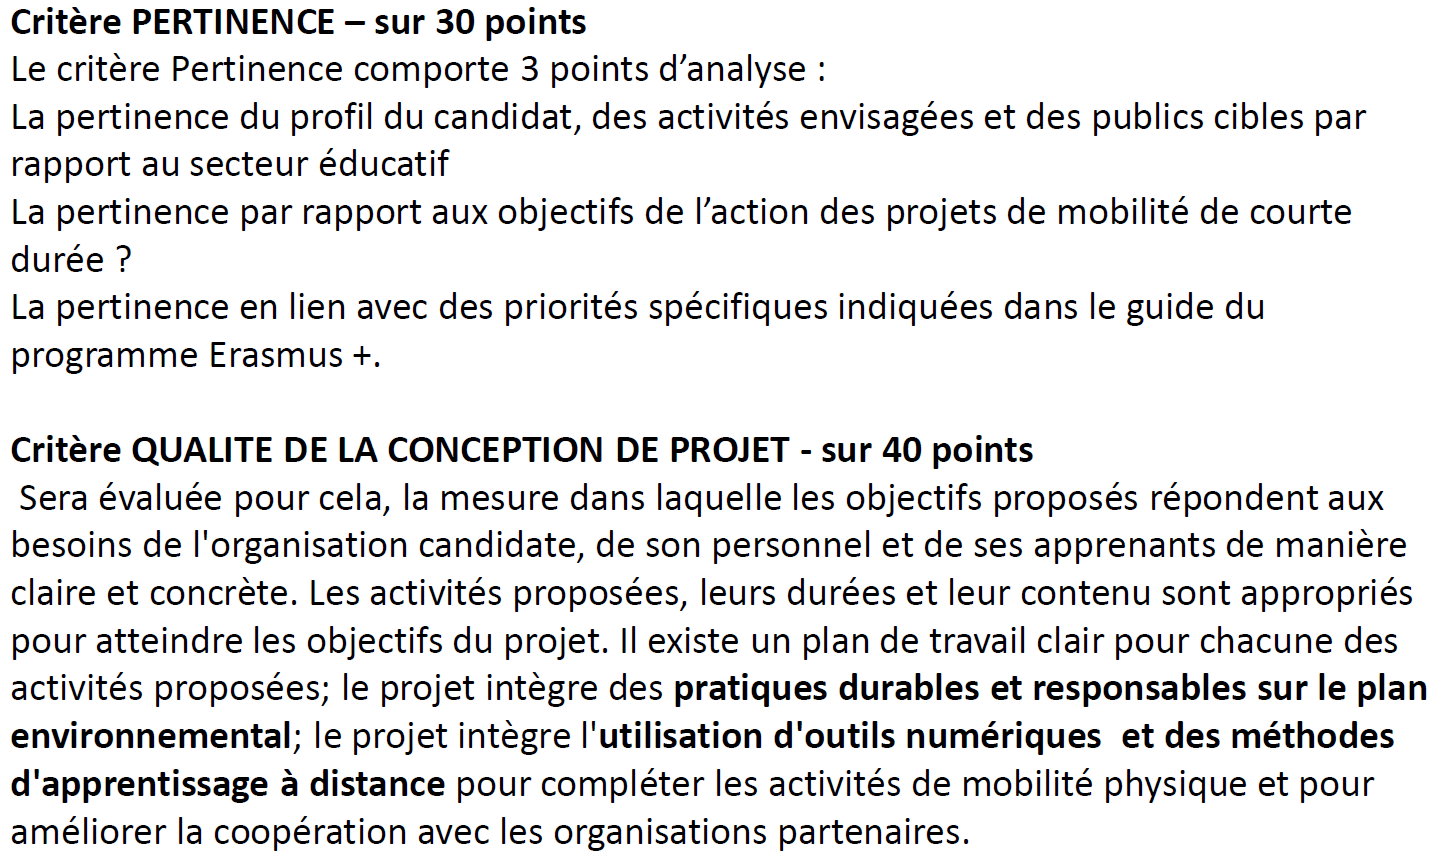 Critère PERTINENCE – sur 30 points
Le critère Pertinence comporte 3 points d’analyse :
La pertinence du profil du candidat, des activités envisagées et des publics cibles par
rapport au secteur éducatif
La pertinence par rapport aux objectifs de l’action des projets de mobilité de courte
durée ?
La pertinence en lien avec des priorités spécifiques indiquées dans le guide du
programme Erasmus +.
Critère QUALITE DE LA CONCEPTION DE PROJET - sur 40 points
Sera évaluée pour cela, la mesure dans laquelle les objectifs proposés répondent aux
besoins de l'organisation candidate, de son personnel et de ses apprenants de manière
claire et concrète. Les activités proposées, leurs durées et leur contenu sont appropriés
pour atteindre les objectifs du projet. Il existe un plan de travail clair pour chacune des
activités proposées; le projet intègre des pratiques durables et responsables sur le plan
environnemental; le projet intègre l'utilisation d'outils numériques  et des méthodes
d'apprentissage à distance pour compléter les activités de mobilité physique et pour
améliorer la coopération avec les organisations partenaires.